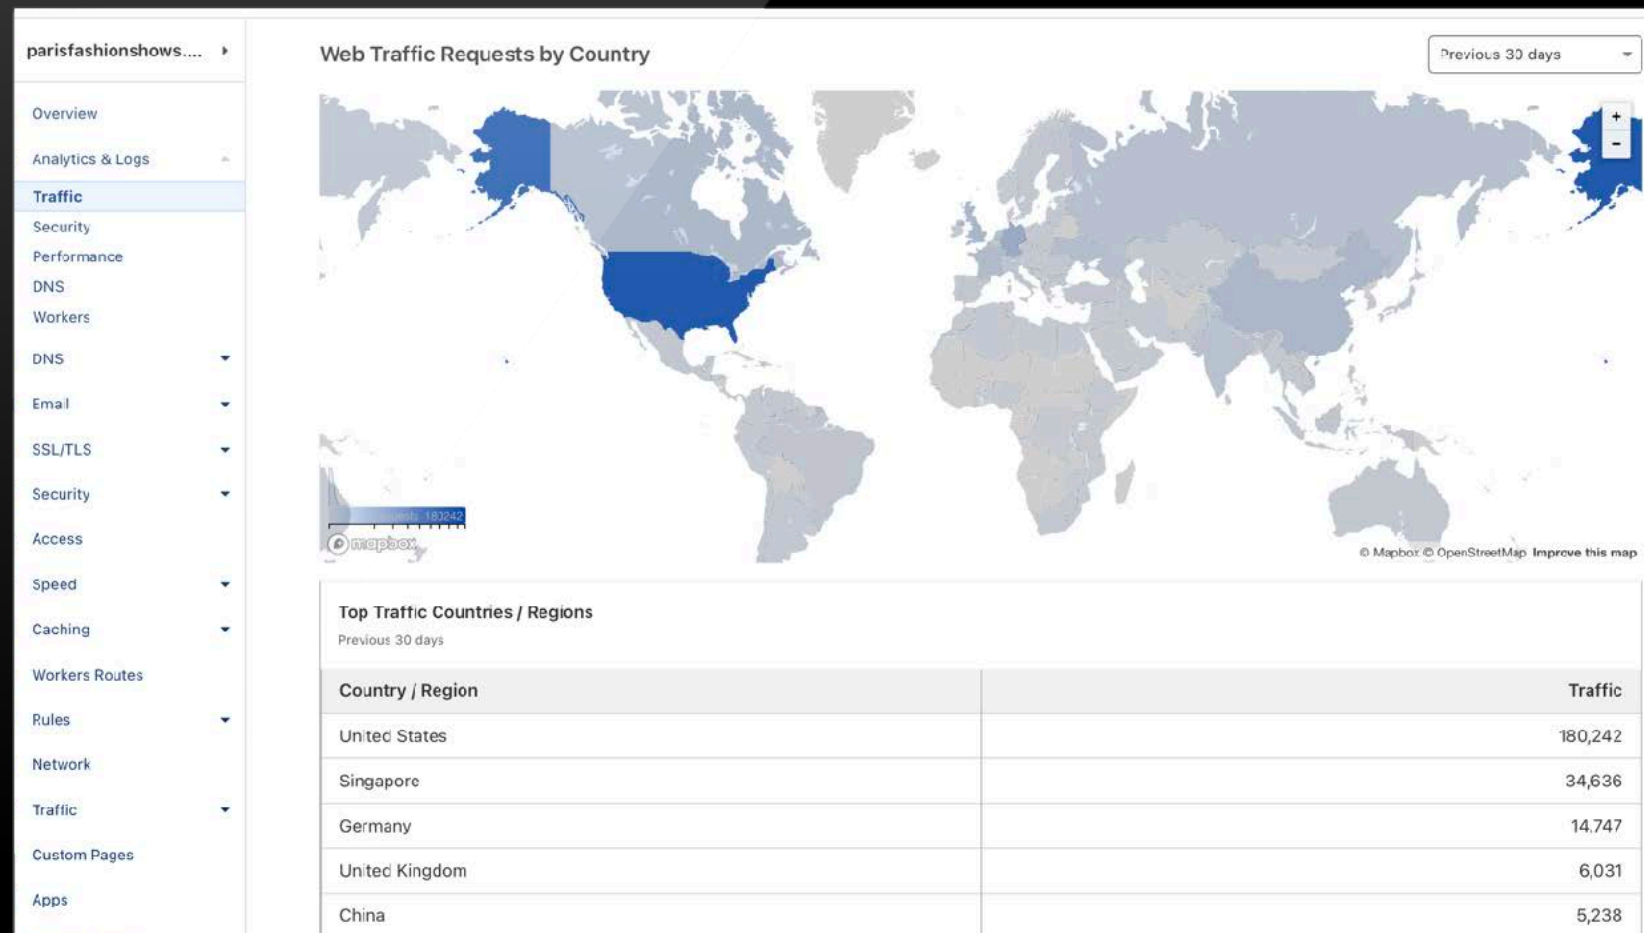 parisfashionshows....
Overview
Analytics & Logs
Traffic
Security
Performance
DNS
Workers
DNS
Email
SSL/TLS
Security
Access
Speed
Caching
Workers Routes
Rules
Network
Traffic
Custom Pages
Apps
Web Traffic Requests by Country
Previous 30 days
+
-
180242
mapbox
© Mapbox © OpenStreetMap Improve this map
Top Traffic Countries / Regions
Previous 30 days
Country / Region Traffic
United States 180,242
Singapore 34,636
Germany 14,747
United Kingdom 6,031
China 5,238